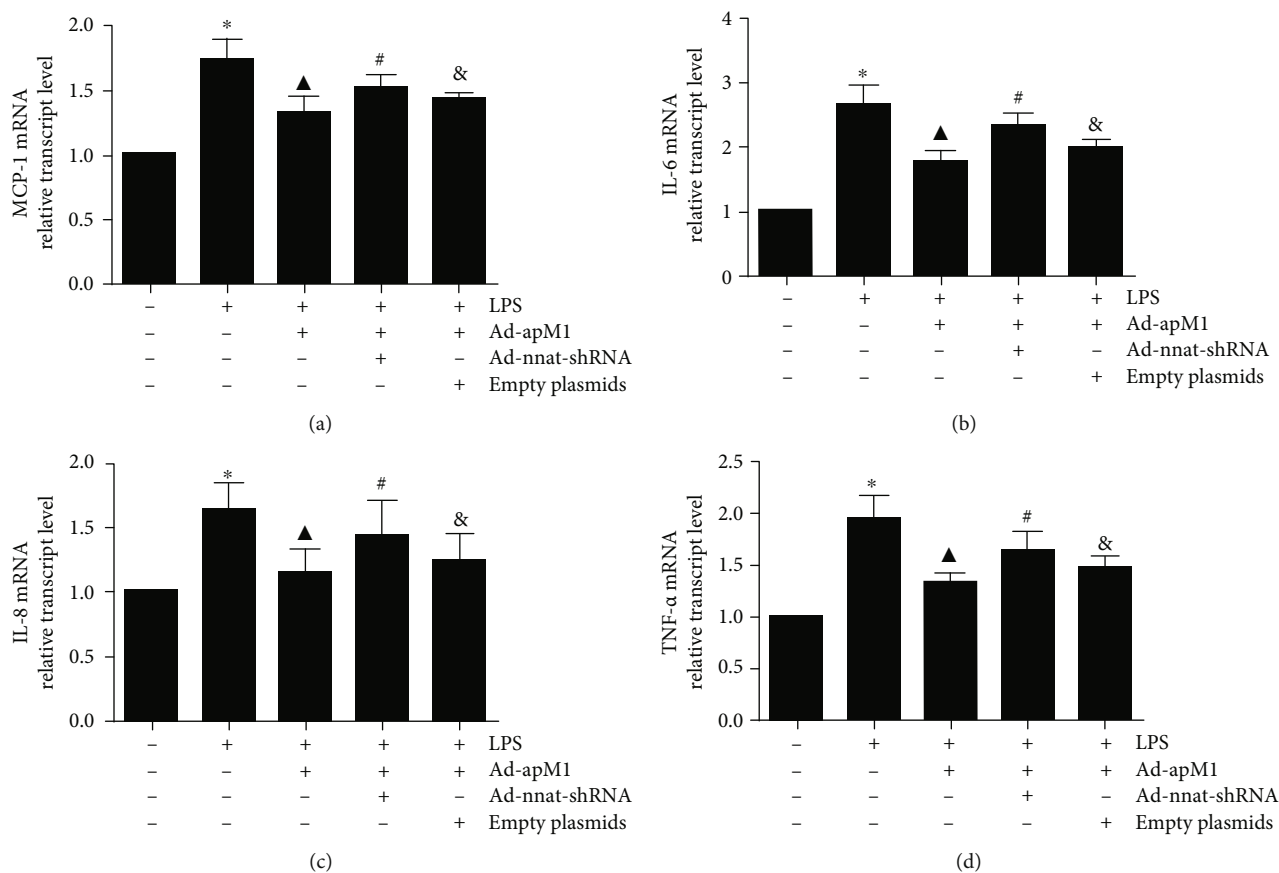 MCP-1 mRNA
relative transcript level
2.0
1.5
1.0
0.5
0.0
*
▲
#
&
– + + + + LPS
– – + + + Ad-apM1
– – – + – Ad-nnat-shRNA
– – – – + Empty plasmids
(a)
IL-6 mRNA
relative transcript level
4
3
2
1
0
*
▲
#
&
– + + + + LPS
– – + + + Ad-apM1
– – – + – Ad-nnat-shRNA
– – – – + Empty plasmids
(b)
IL-8 mRNA
relative transcript level
2.0
1.5
1.0
0.5
0.0
*
▲
#
&
– + + + + LPS
– – + + + Ad-apM1
– – – + – Ad-nnat-shRNA
– – – – + Empty plasmids
(c)
TNF-α mRNA
relative transcript level
2.5
2.0
1.5
1.0
0.5
0.0
*
▲
#
&
– + + + + LPS
– – + + + Ad-apM1
– – – + – Ad-nnat-shRNA
– – – – + Empty plasmids
(d)